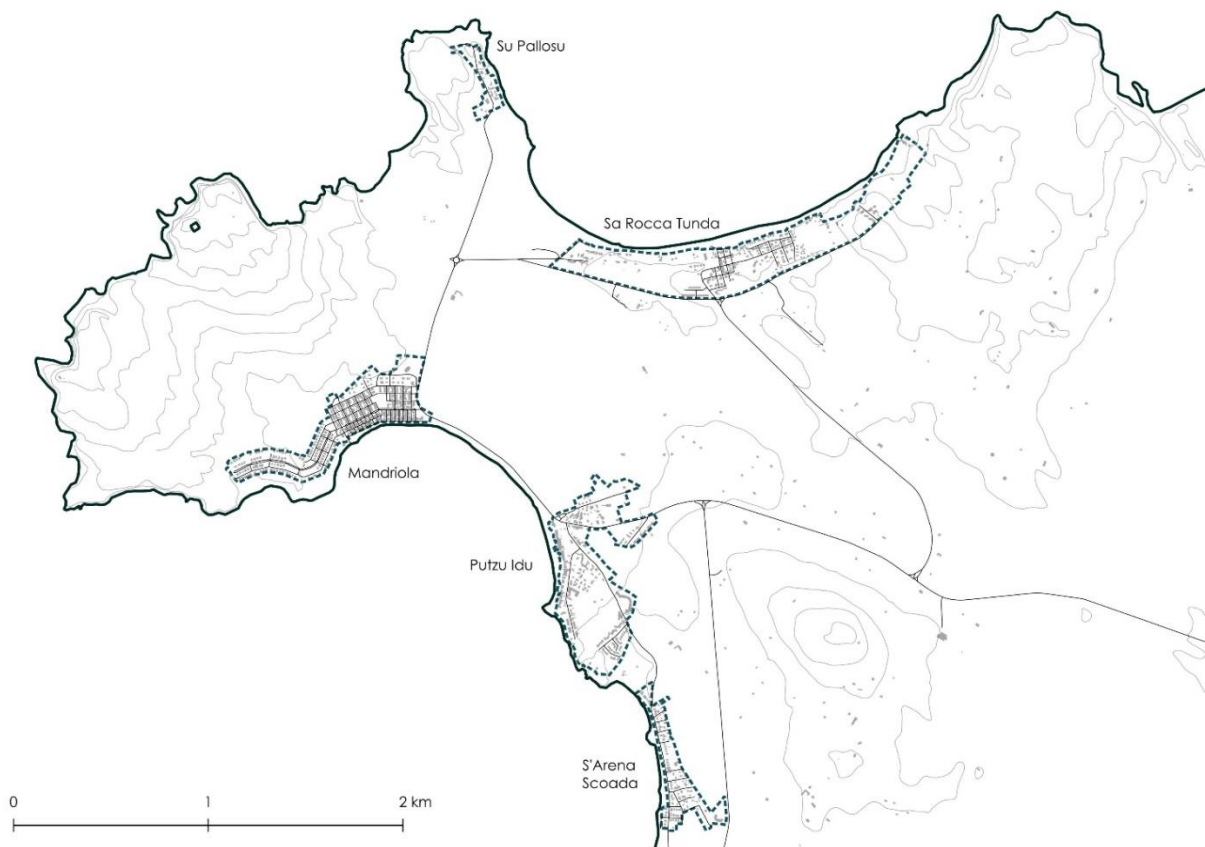 Su Pallosu
Sa Rocca Tunda
Mandriola
Putzu Idu
S'Arena
Scoada
0 1 2 km